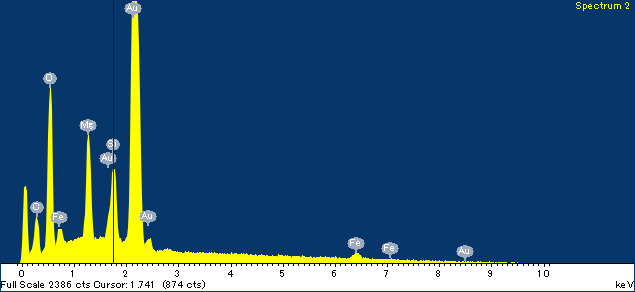 Spectrum 2
Au
O
Mg
Si
Au
C
Fe
Au
Fe
Fe
Au
0 1 2 3 4 5 6 7 8 9 10
Full Scale 2386 cts Cursor: 1.741 (874 cts) keV